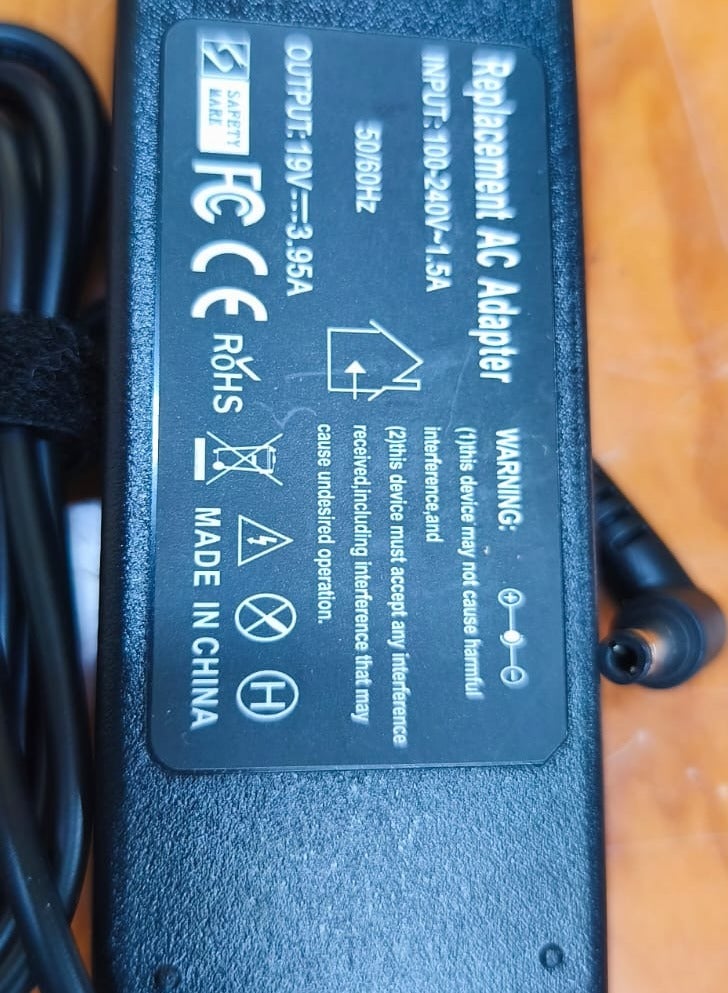 Replacement AC Adapter
INPUT: 100-240V~1.5A
50/60Hz
OUTPUT: 19V⎓3.95A
WARNING:
(1)this device may not cause harmful
interference,and
(2)this device must accept any interference
received,including interference that may
cause undesired operation.
SAFETY
MARK
FC CE RoHS
H
MADE IN CHINA